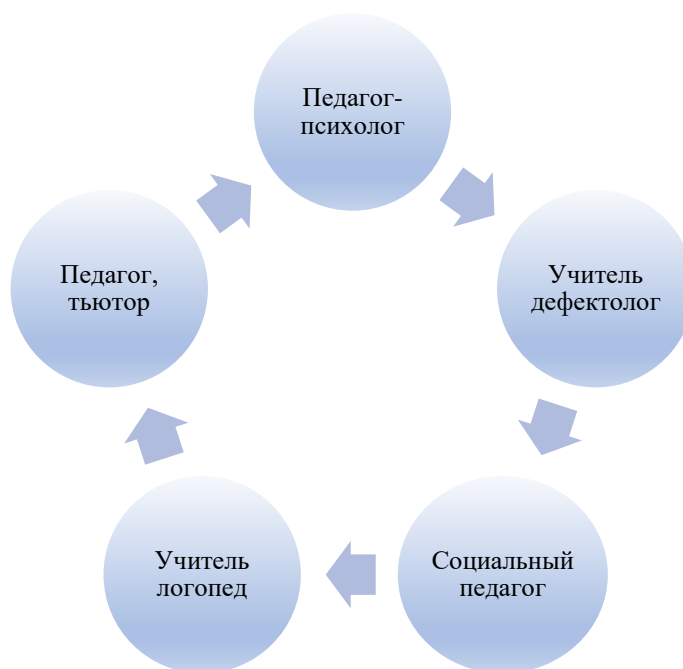 Педагог-
психолог
Учитель
дефектолог
Социальный
педагог
Учитель
логопед
Педагог,
тьютор